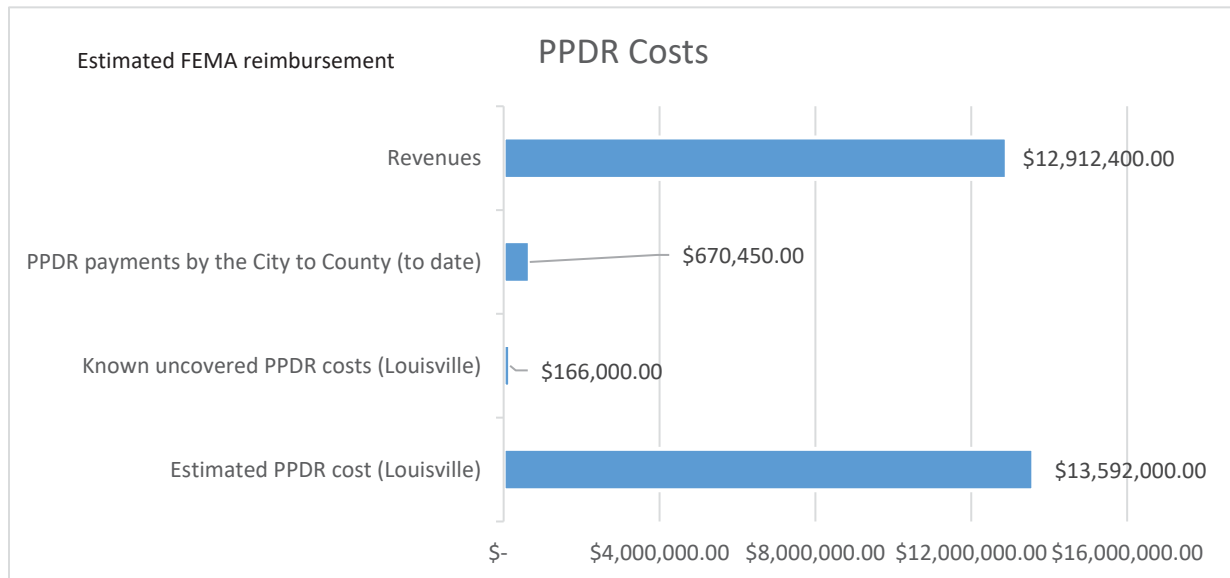 PPDR Costs
Estimated FEMA reimbursement
Revenues
$12,912,400.00
PPDR payments by the City to County (to date)
$670,450.00
Known uncovered PPDR costs (Louisville)
$166,000.00
Estimated PPDR cost (Louisville)
$13,592,000.00
$-
$4,000,000.00
$8,000,000.00
$12,000,000.00
$16,000,000.00